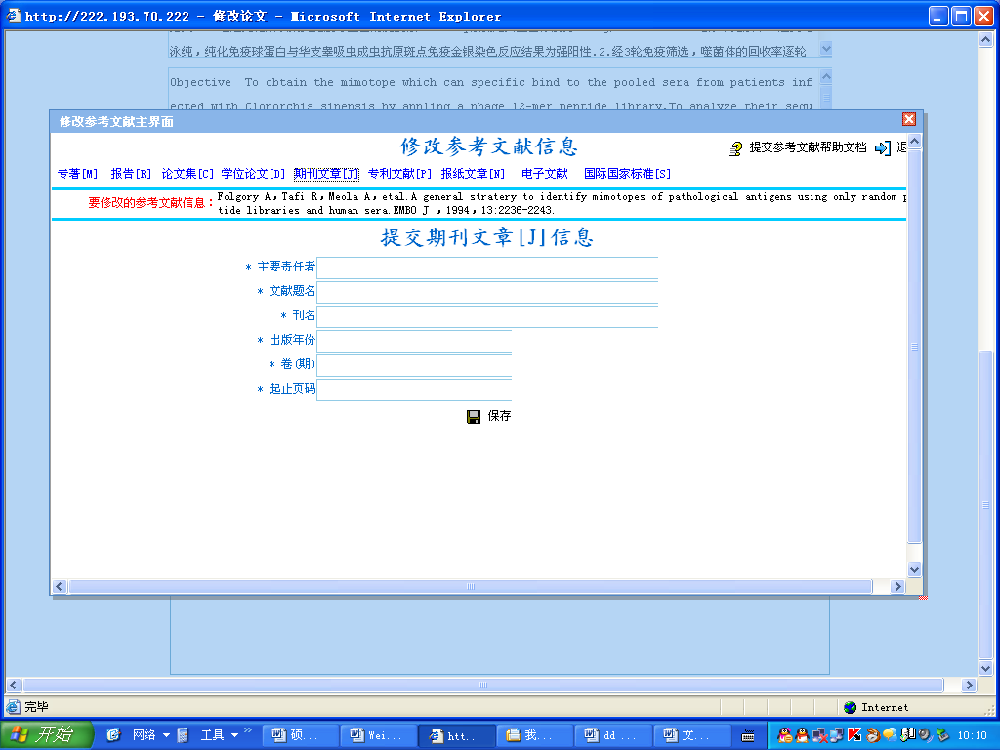 http://222.193.70.222 - 修改论文 - Microsoft Internet Explorer
泳纯，纯化免疫球蛋白与华支睾吸虫成虫抗原斑点免疫金银染色反应结果为强阳性.2.经3轮免疫筛选，噬菌体的回收率逐轮
Objective  To obtain the mimotope which can specific bind to the pooled sera from patients inf
ected with Clonorchis sinensis by appling a phage 12-mer peptide library.To analyze their sequ
修改参考文献主界面
修改参考文献信息
提交参考文献帮助文档
专著[M] 报告[R] 论文集[C] 学位论文[D] 期刊文章[J] 专利文献[P] 报纸文章[N] 电子文献 国际国家标准[S]
要修改的参考文献信息：
Folgory A，Tafi R，Meola A，etal.A general stratery to identify mimotopes of pathological antigens using only random p
tide libraries and human sera.EMBO J ，1994，13:2236-2243.
提交期刊文章[J]信息
* 主要责任者
* 文献题名
* 刊名
* 出版年份
* 卷(期)
* 起止页码
保存
完毕
Internet
开始
网络
工具
硕...
Wei...
htt...
我...
dd ...
文...
10:10